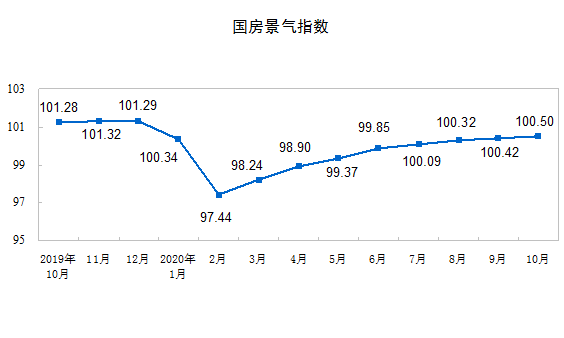 国房景气指数
103
101
99
97
95
101.28
101.32
101.29
100.34
97.44
98.24
98.90
99.37
99.85
100.09
100.32
100.42
100.50
2019年
10月
11月
12月
2020年
1月
2月
3月
4月
5月
6月
7月
8月
9月
10月